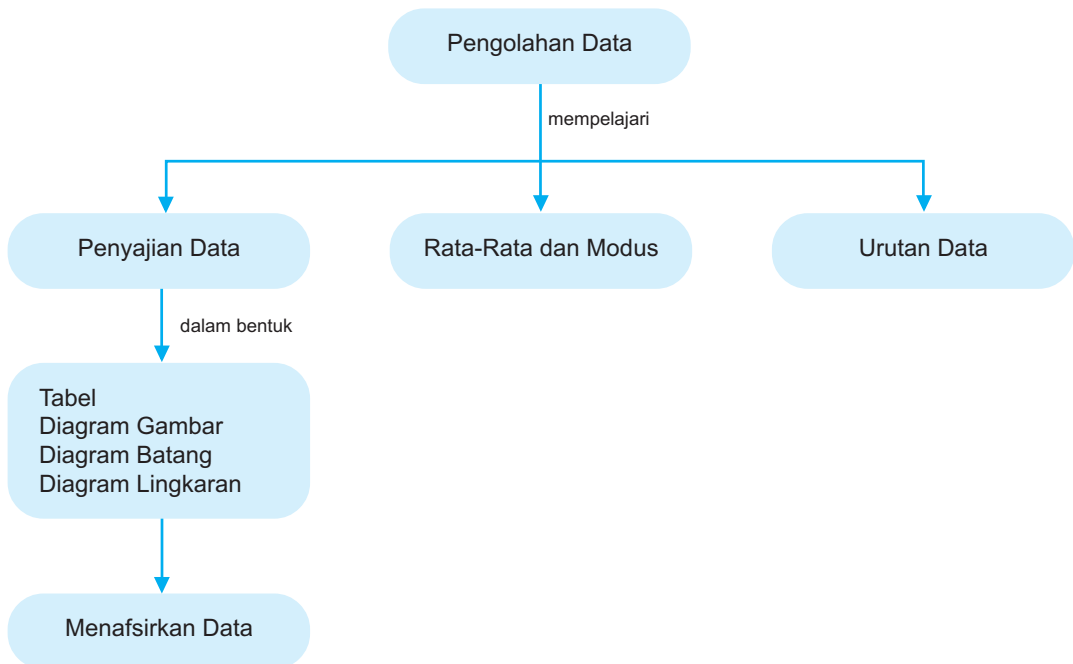 Pengolahan Data
mempelajari
Penyajian Data
Rata-Rata dan Modus
Urutan Data
dalam bentuk
Tabel
Diagram Gambar
Diagram Batang
Diagram Lingkaran
Menafsirkan Data